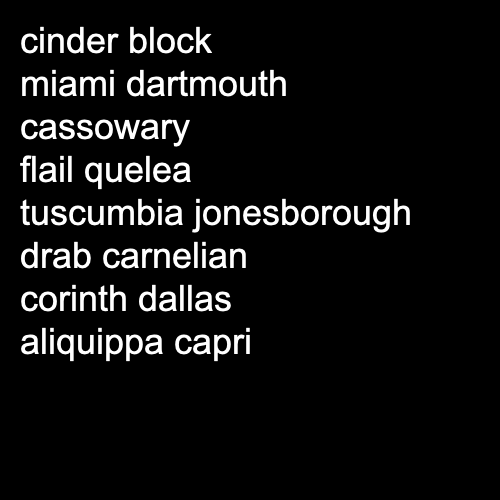 cinder block
miami dartmouth
cassowary
flail quelea
tuscumbia jonesborough
drab carnelian
corinth dallas
aliquippa capri